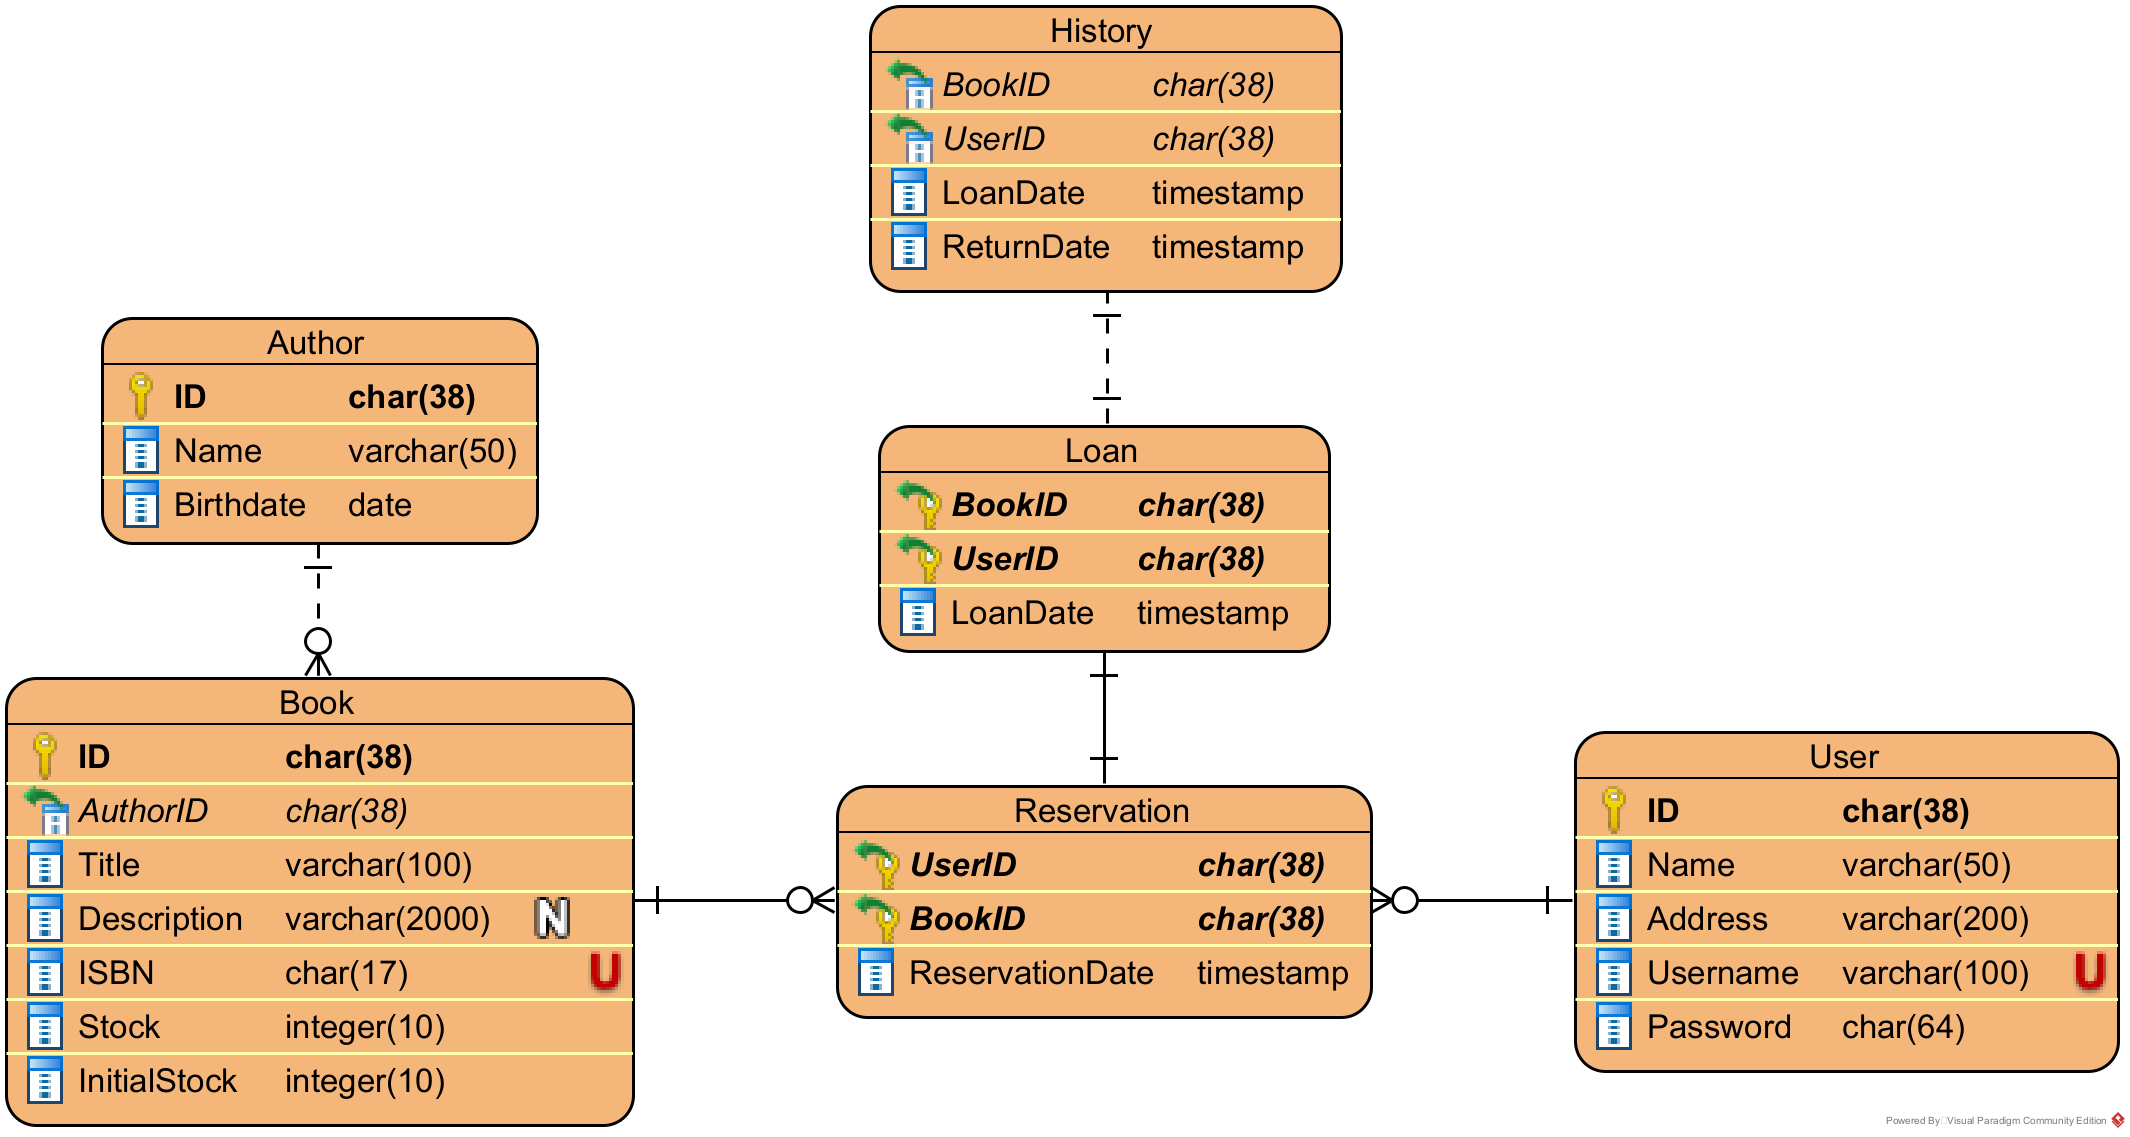 History
BookID char(38)
UserID char(38)
LoanDate timestamp
ReturnDate timestamp
Author
ID char(38)
Name varchar(50)
Birthdate date
Loan
BookID char(38)
UserID char(38)
LoanDate timestamp
Book
ID char(38)
AuthorID char(38)
Title varchar(100)
Description varchar(2000) N
ISBN char(17) U
Stock integer(10)
InitialStock integer(10)
Reservation
UserID char(38)
BookID char(38)
ReservationDate timestamp
User
ID char(38)
Name varchar(50)
Address varchar(200)
Username varchar(100) U
Password char(64)
Powered By Visual Paradigm Community Edition